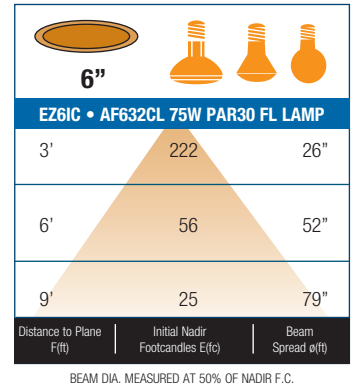 6”
EZ6IC • AF632CL 75W PAR30 FL LAMP
3’ 222 26”
6’ 56 52”
9’ 25 79”
Distance to Plane F(ft) Initial Nadir Footcandles E(fc) Beam Spread ø(ft)
BEAM DIA. MEASURED AT 50% OF NADIR F.C.